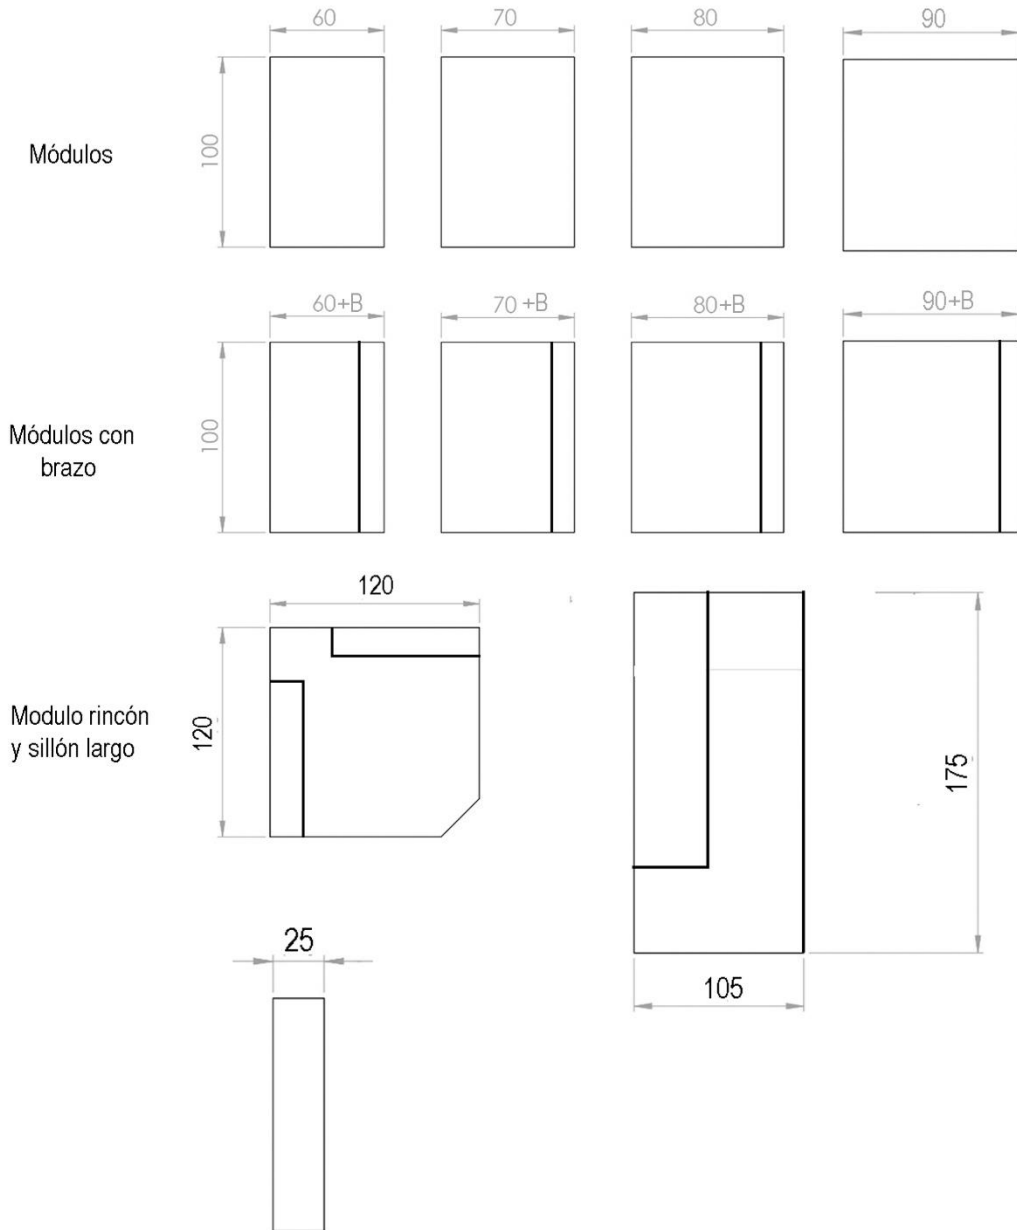 60
70
80
90
Módulos
100
60+B
70 +B
80+B
90+B
Módulos con
brazo
100
120
Modulo rincón
y sillón largo
120
175
25
105